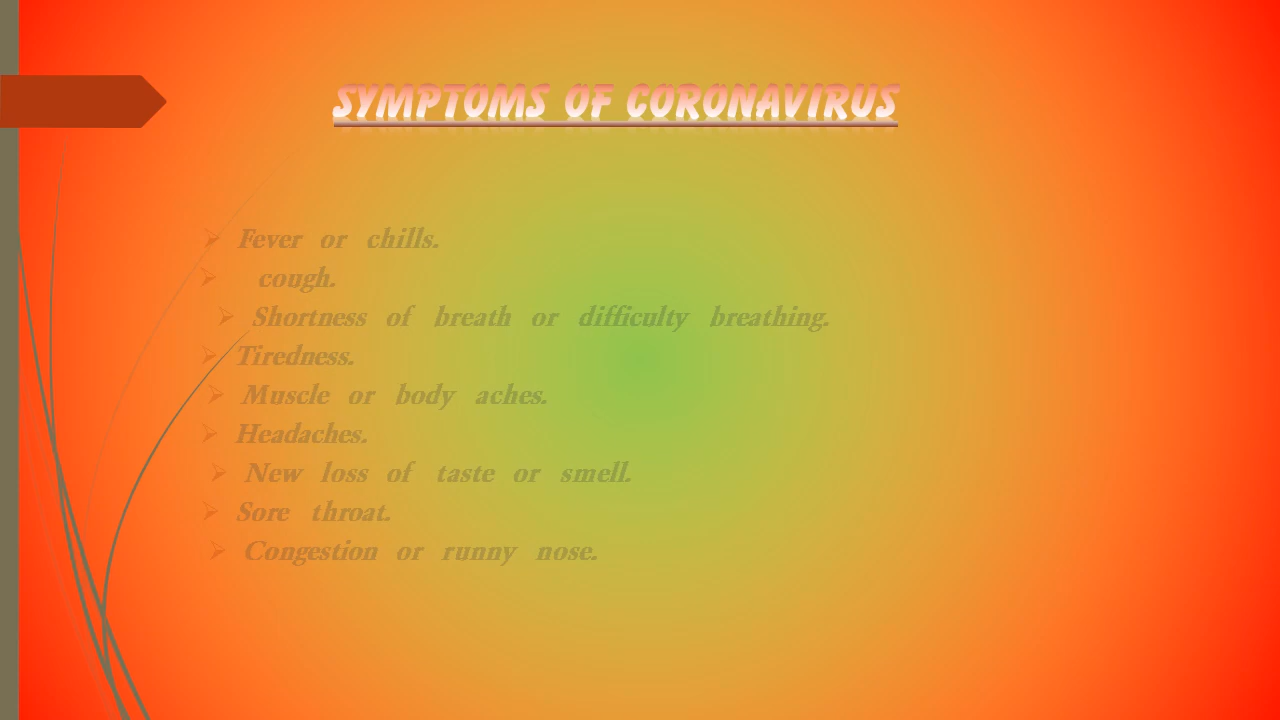 SYMPTOMS OF CORONAVIRUS
➢ Fever or chills.
➢ cough.
➢ Shortness of breath or difficulty breathing.
➢ Tiredness.
➢ Muscle or body aches.
➢ Headaches.
➢ New loss of taste or smell.
➢ Sore throat.
➢ Congestion or runny nose.